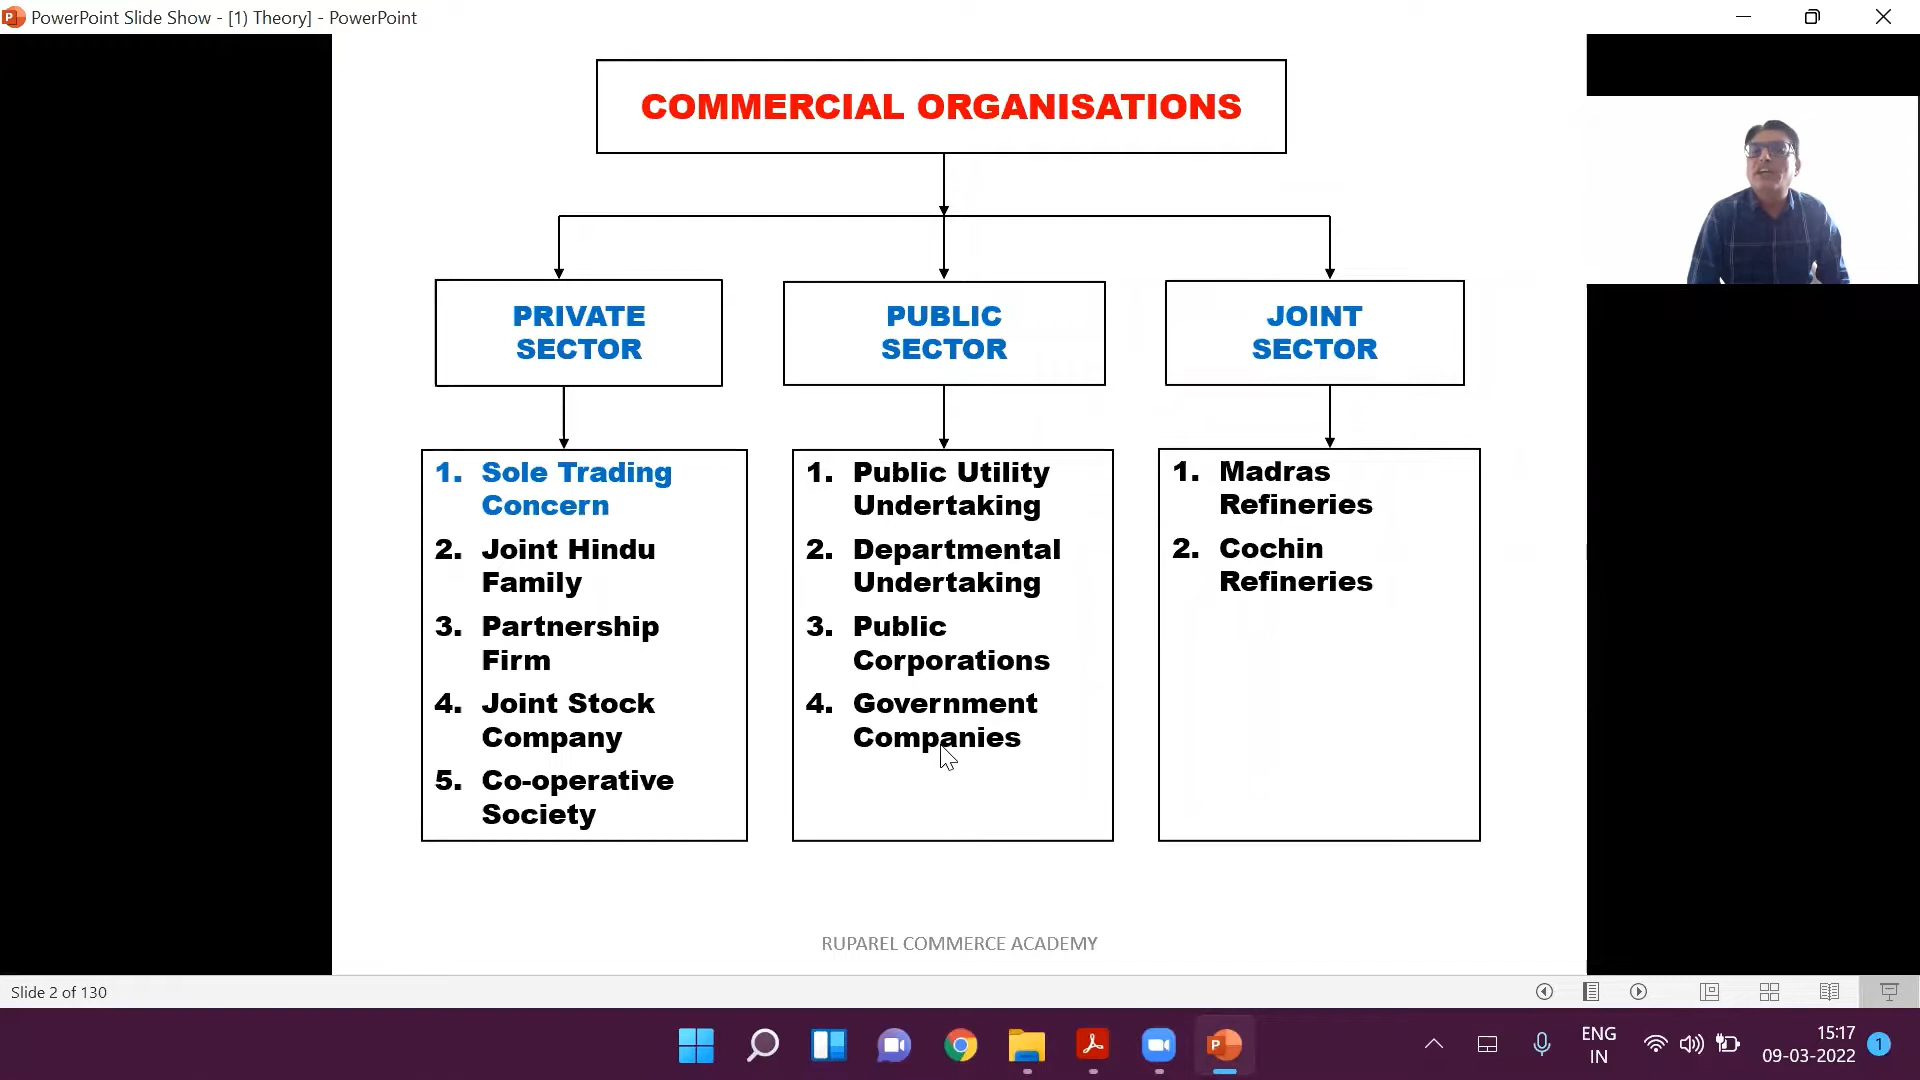 PowerPoint Slide Show - [1) Theory] - PowerPoint
COMMERCIAL ORGANISATIONS
PRIVATE
SECTOR
PUBLIC
SECTOR
JOINT
SECTOR
1. Sole Trading
Concern
2. Joint Hindu
Family
3. Partnership
Firm
4. Joint Stock
Company
5. Co-operative
Society
1. Public Utility
Undertaking
2. Departmental
Undertaking
3. Public
Corporations
4. Government
Companies
1. Madras
Refineries
2. Cochin
Refineries
RUPAREL COMMERCE ACADEMY
Slide 2 of 130
ENG
IN
15:17
09-03-2022
1